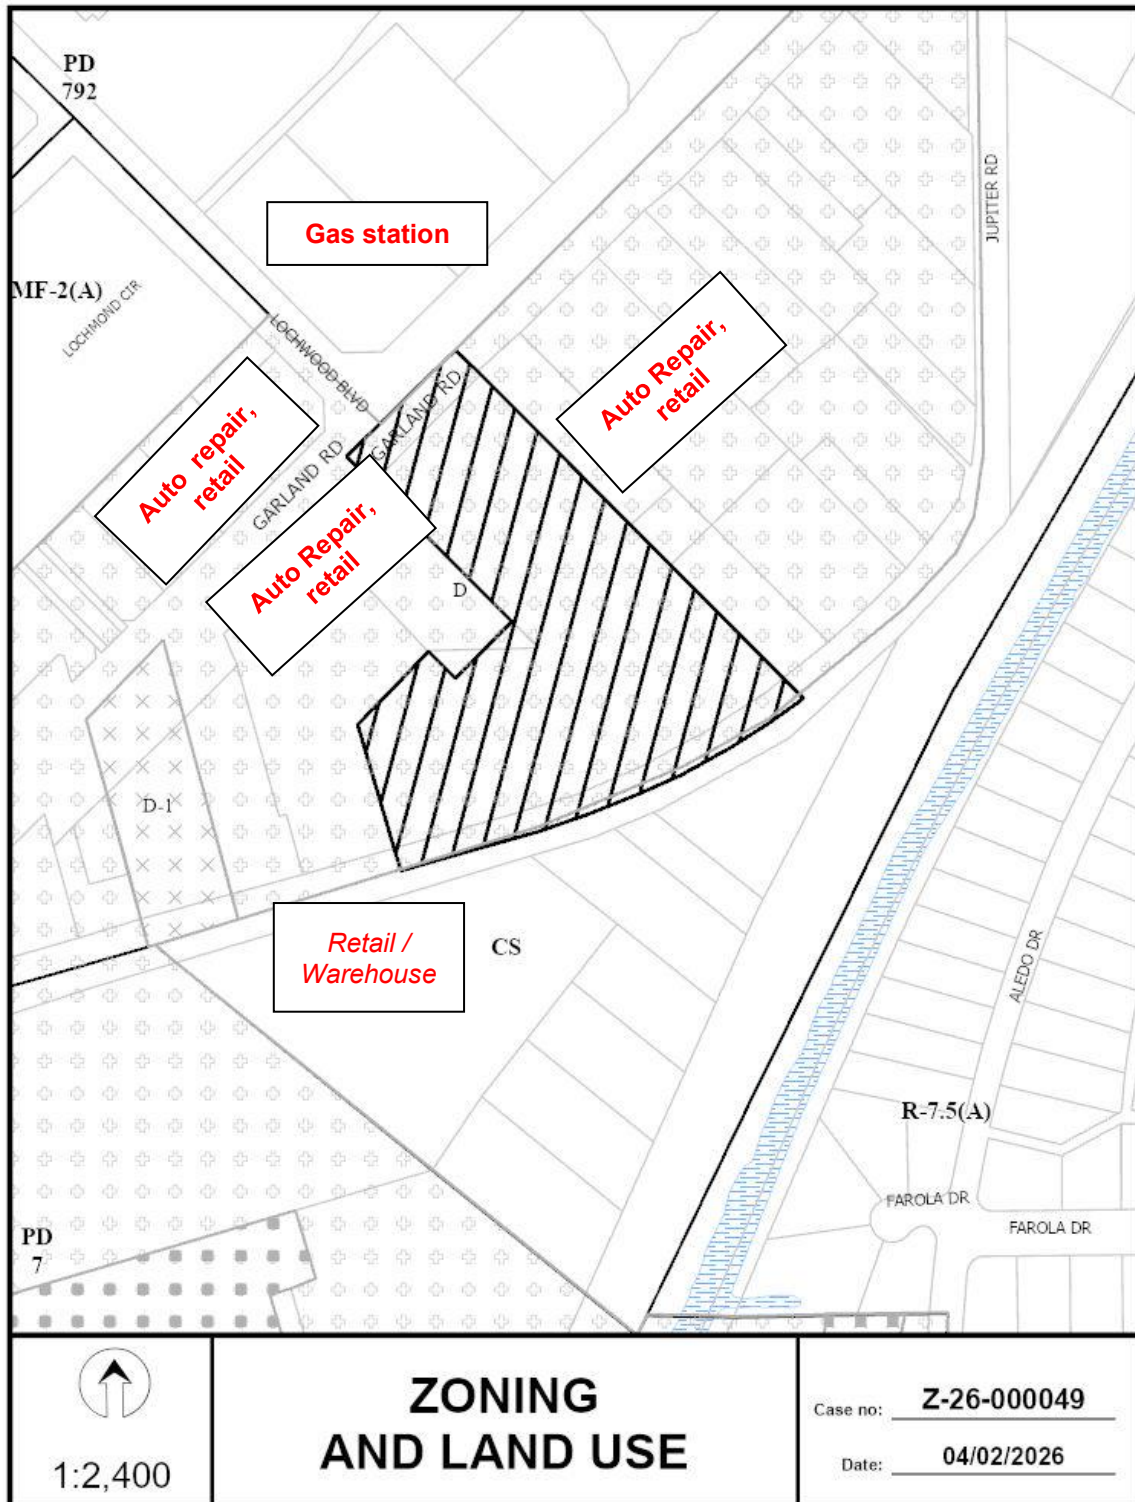 PD
792
JUPITER RD
Gas station
MF-2(A)
LOCHMOND CIR
LOCHWOOD BLVD
Auto Repair,
retail
GARLAND RD
Auto repair,
retail
GARLAND RD
Auto Repair,
retail
D
D-1
Retail /
Warehouse
CS
ALEDO DR
R-7.5(A)
FAROLA DR
FAROLA DR
PD
7
1:2,400
ZONING
AND LAND USE
Case no: Z-26-000049
Date: 04/02/2026